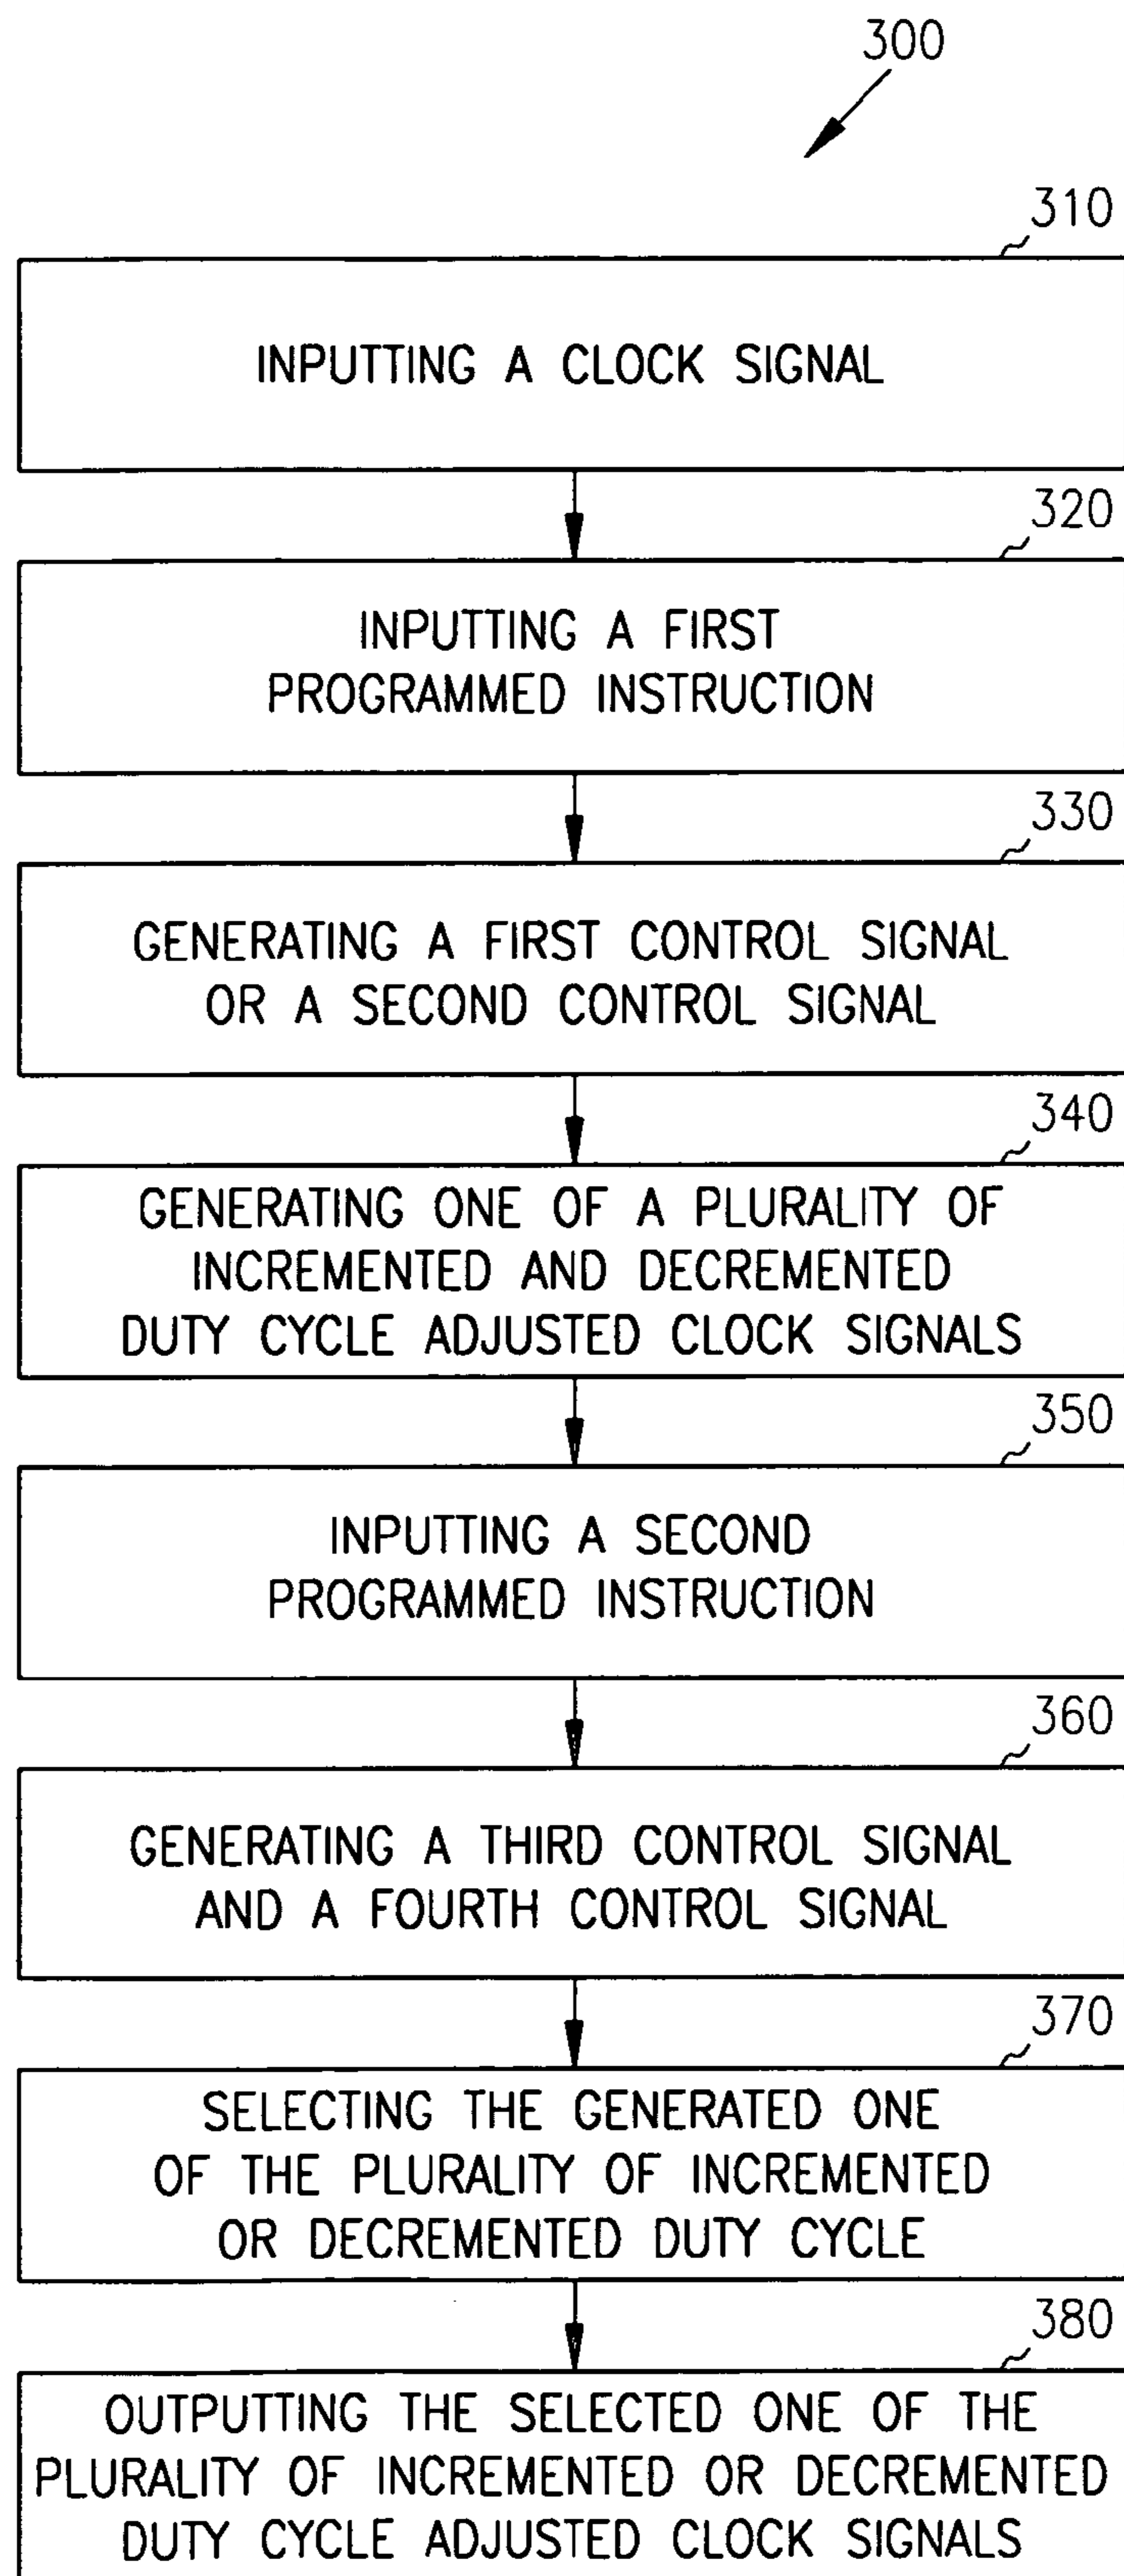 300
310
INPUTTING A CLOCK SIGNAL
320
INPUTTING A FIRST
PROGRAMMED INSTRUCTION
330
GENERATING A FIRST CONTROL SIGNAL
OR A SECOND CONTROL SIGNAL
340
GENERATING ONE OF A PLURALITY OF
INCREMENTED AND DECREMENTED
DUTY CYCLE ADJUSTED CLOCK SIGNALS
350
INPUTTING A SECOND
PROGRAMMED INSTRUCTION
360
GENERATING A THIRD CONTROL SIGNAL
AND A FOURTH CONTROL SIGNAL
370
SELECTING THE GENERATED ONE
OF THE PLURALITY OF INCREMENTED
OR DECREMENTED DUTY CYCLE
380
OUTPUTTING THE SELECTED ONE OF THE
PLURALITY OF INCREMENTED OR DECREMENTED
DUTY CYCLE ADJUSTED CLOCK SIGNALS